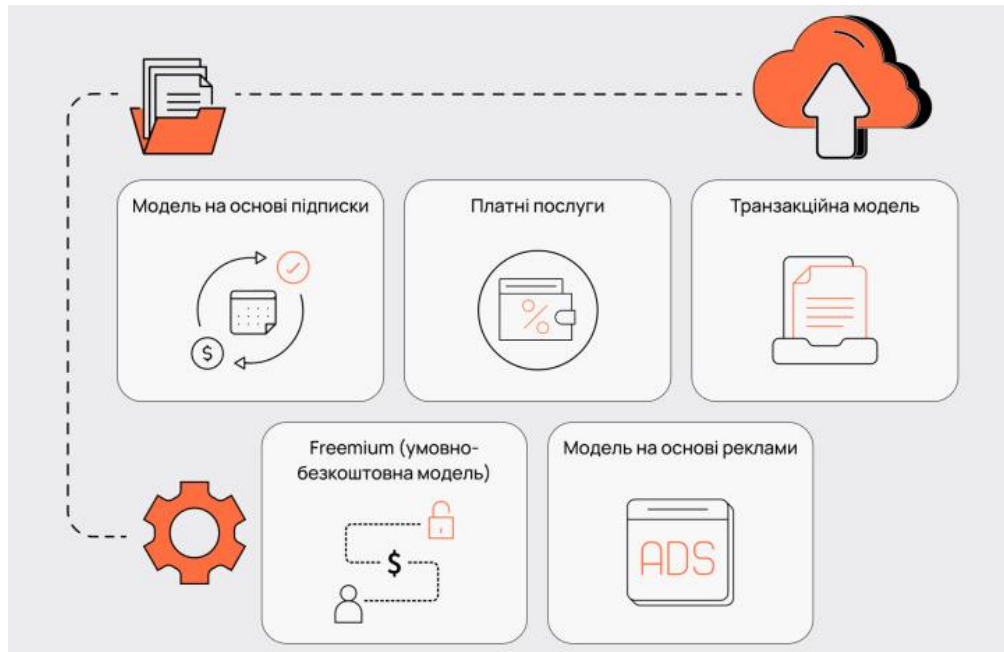 Модель на основі підписки
Платні послуги
Транзакційна модель
$
%
Freemium (умовно-
безкоштовна модель)
$
Модель на основі реклами
ADS